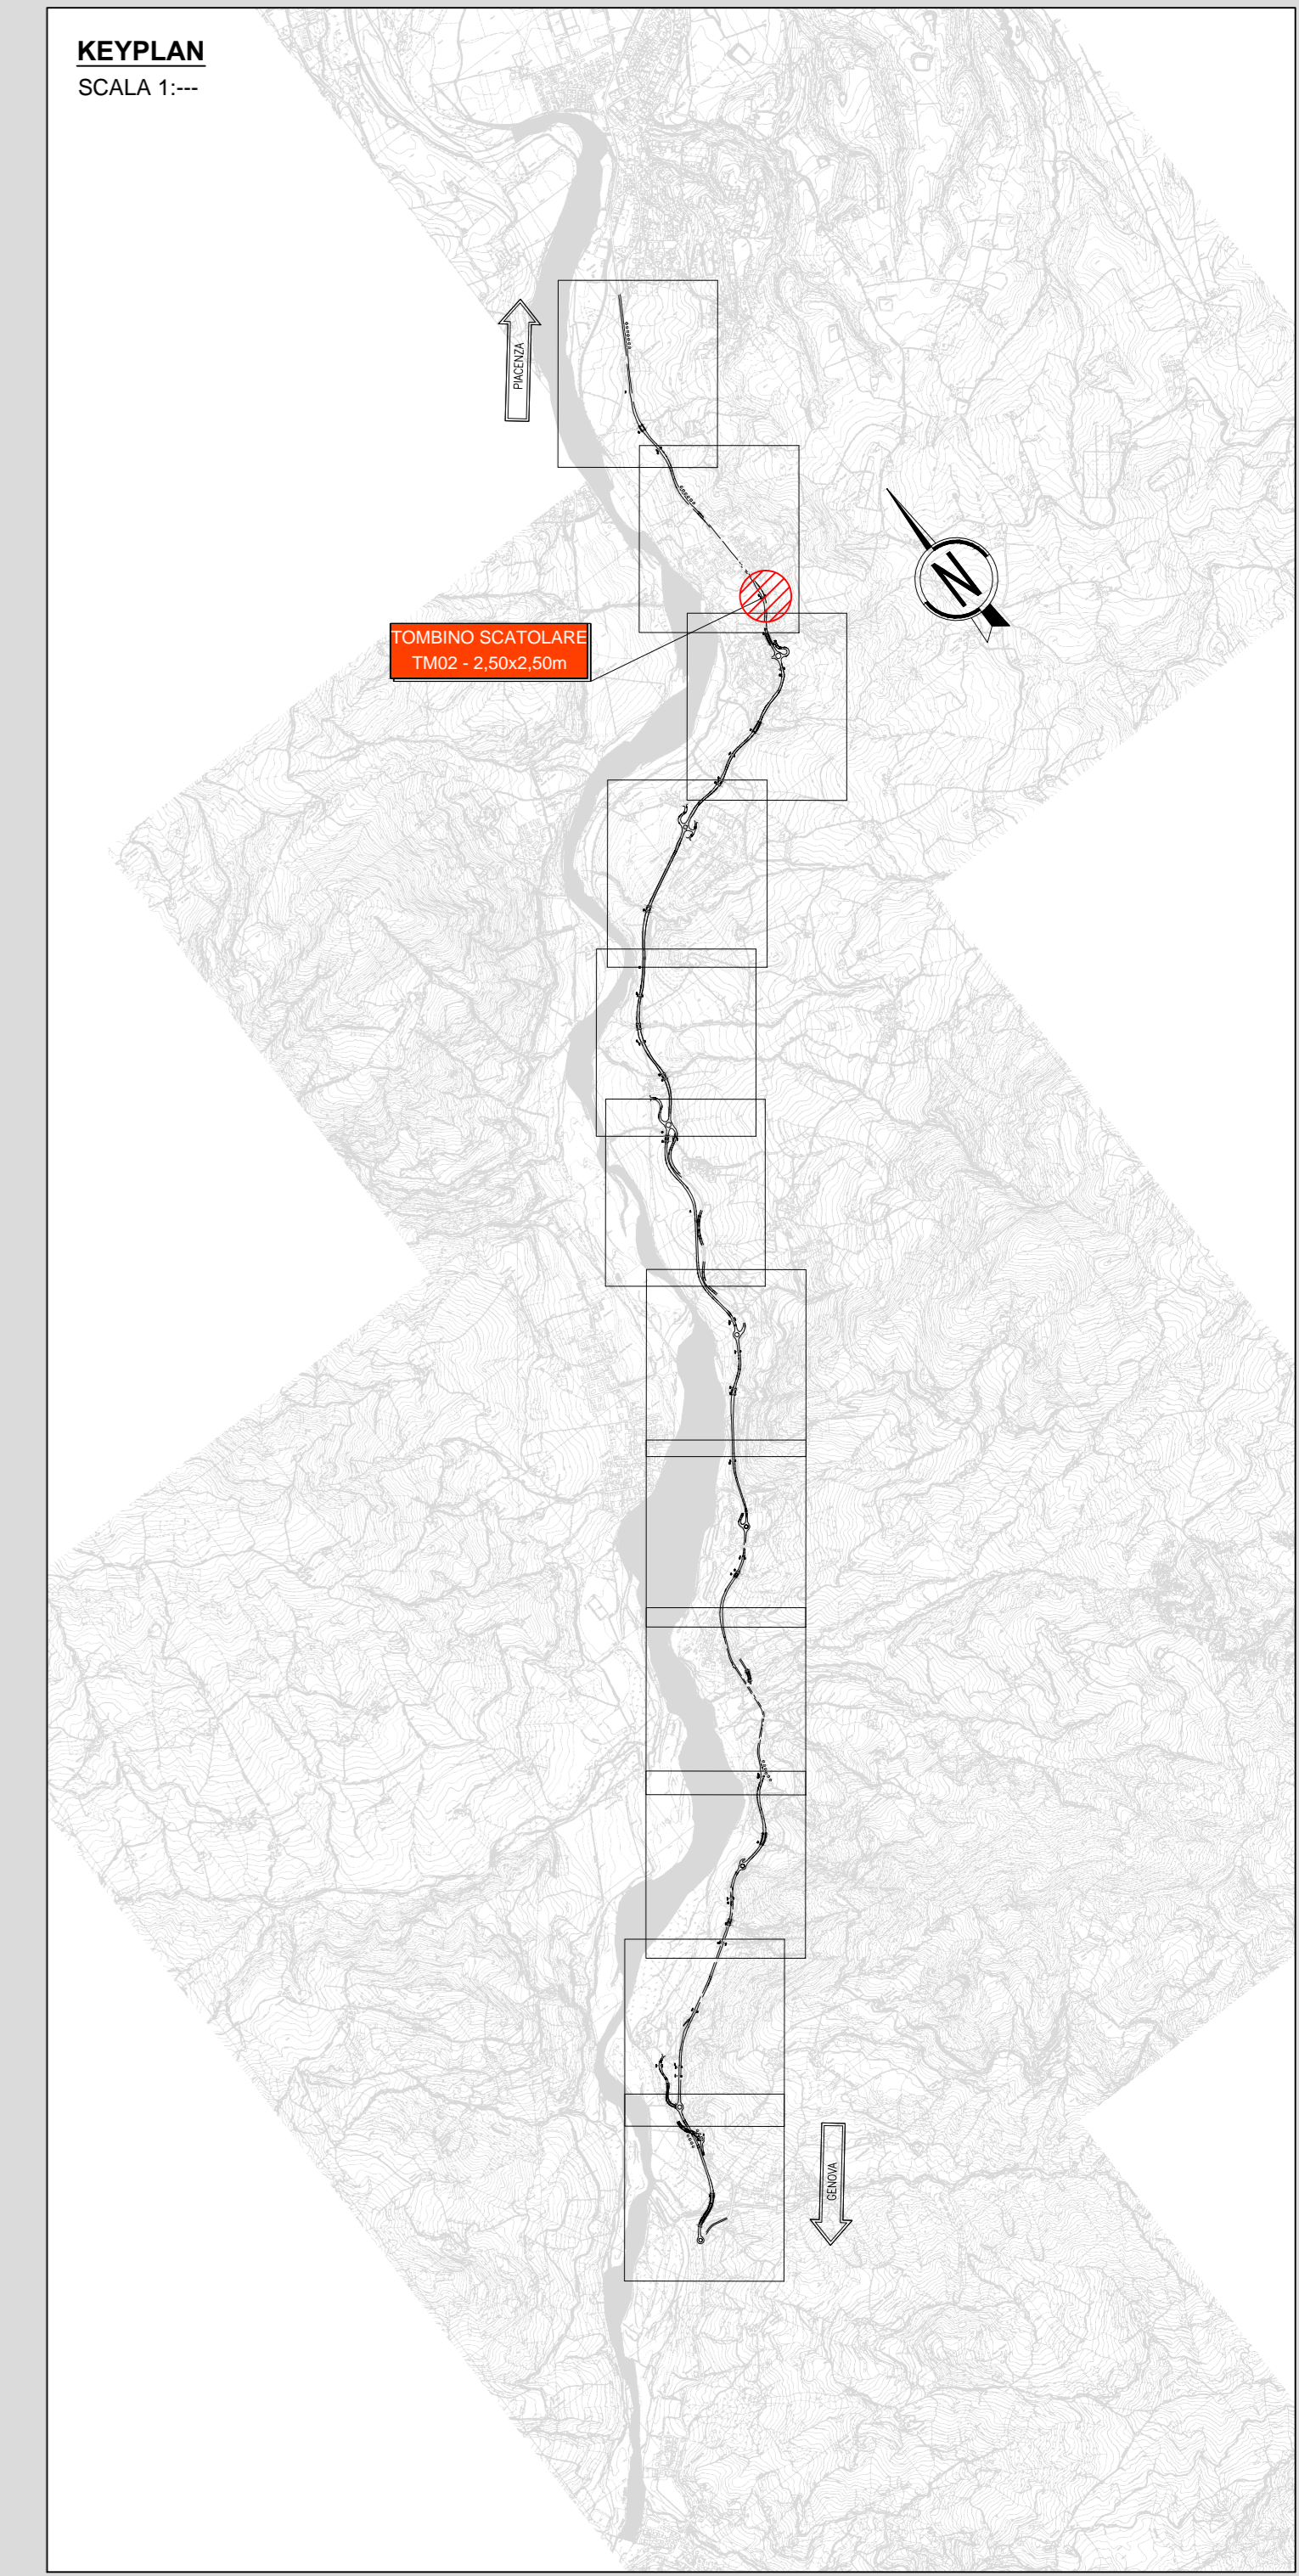 KEYPLAN
SCALA 1:---
PIACENZA
N
TOMBINO SCATOLARE
TM02 - 2,50x2,50m
GENOVA